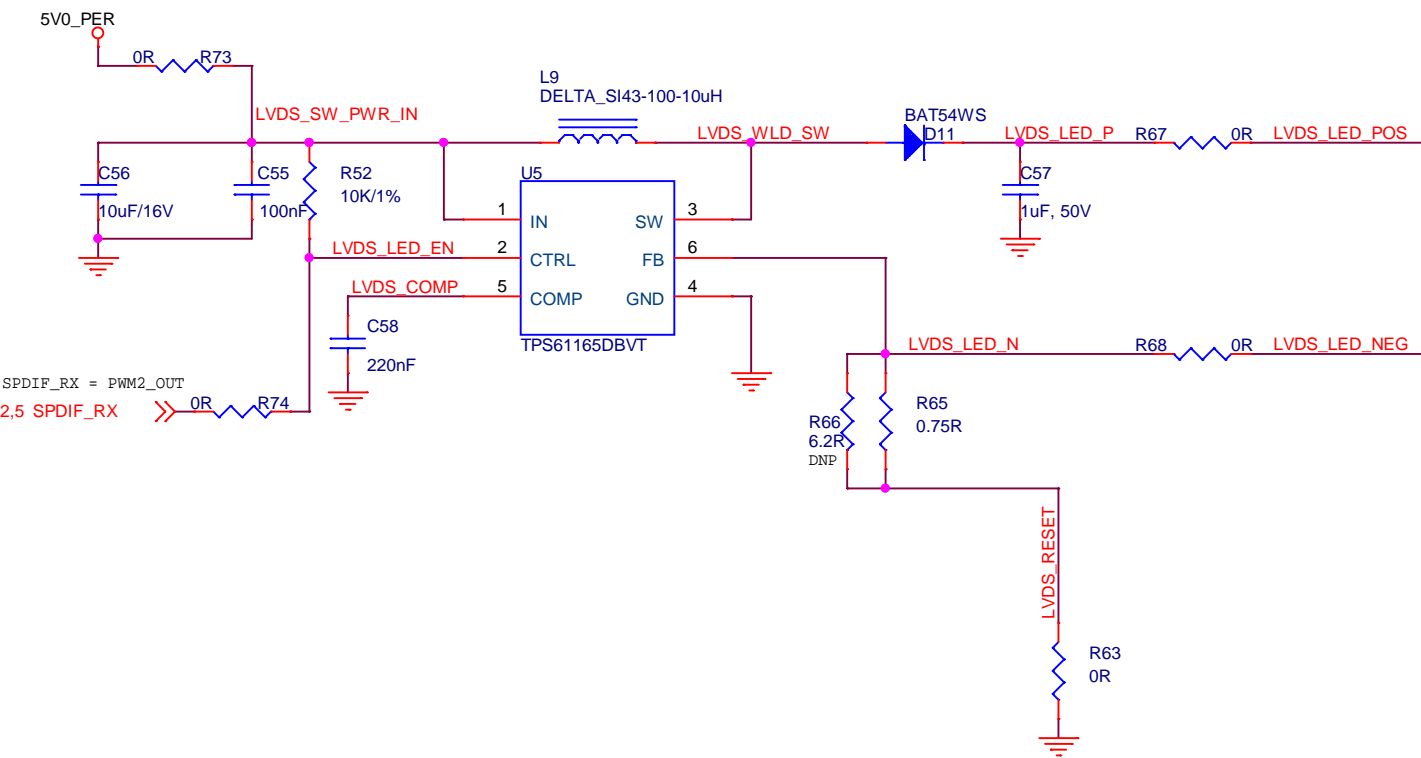 5V0_PER
0R R73
L9
DELTA_SI43-100-10uH
LVDS_SW_PWR_IN
BAT54WS
D11
LVDS_WLD_SW
LVDS_LED_P
R67 0R
LVDS_LED_POS
C56
10uF/16V
C55
100nF
R52
10K/1%
U5
C57
1uF, 50V
1 IN SW 3
LVDS_LED_EN
2 CTRL FB 6
LVDS_COMP
5 COMP GND 4
TPS61165DBVT
C58
220nF
LVDS_LED_N
R68 0R
LVDS_LED_NEG
SPDIF_RX = PWM2_OUT
2,5 SPDIF_RX
0R R74
R66
6.2R
DNP
R65
0.75R
LVDS_RESET
R63
0R